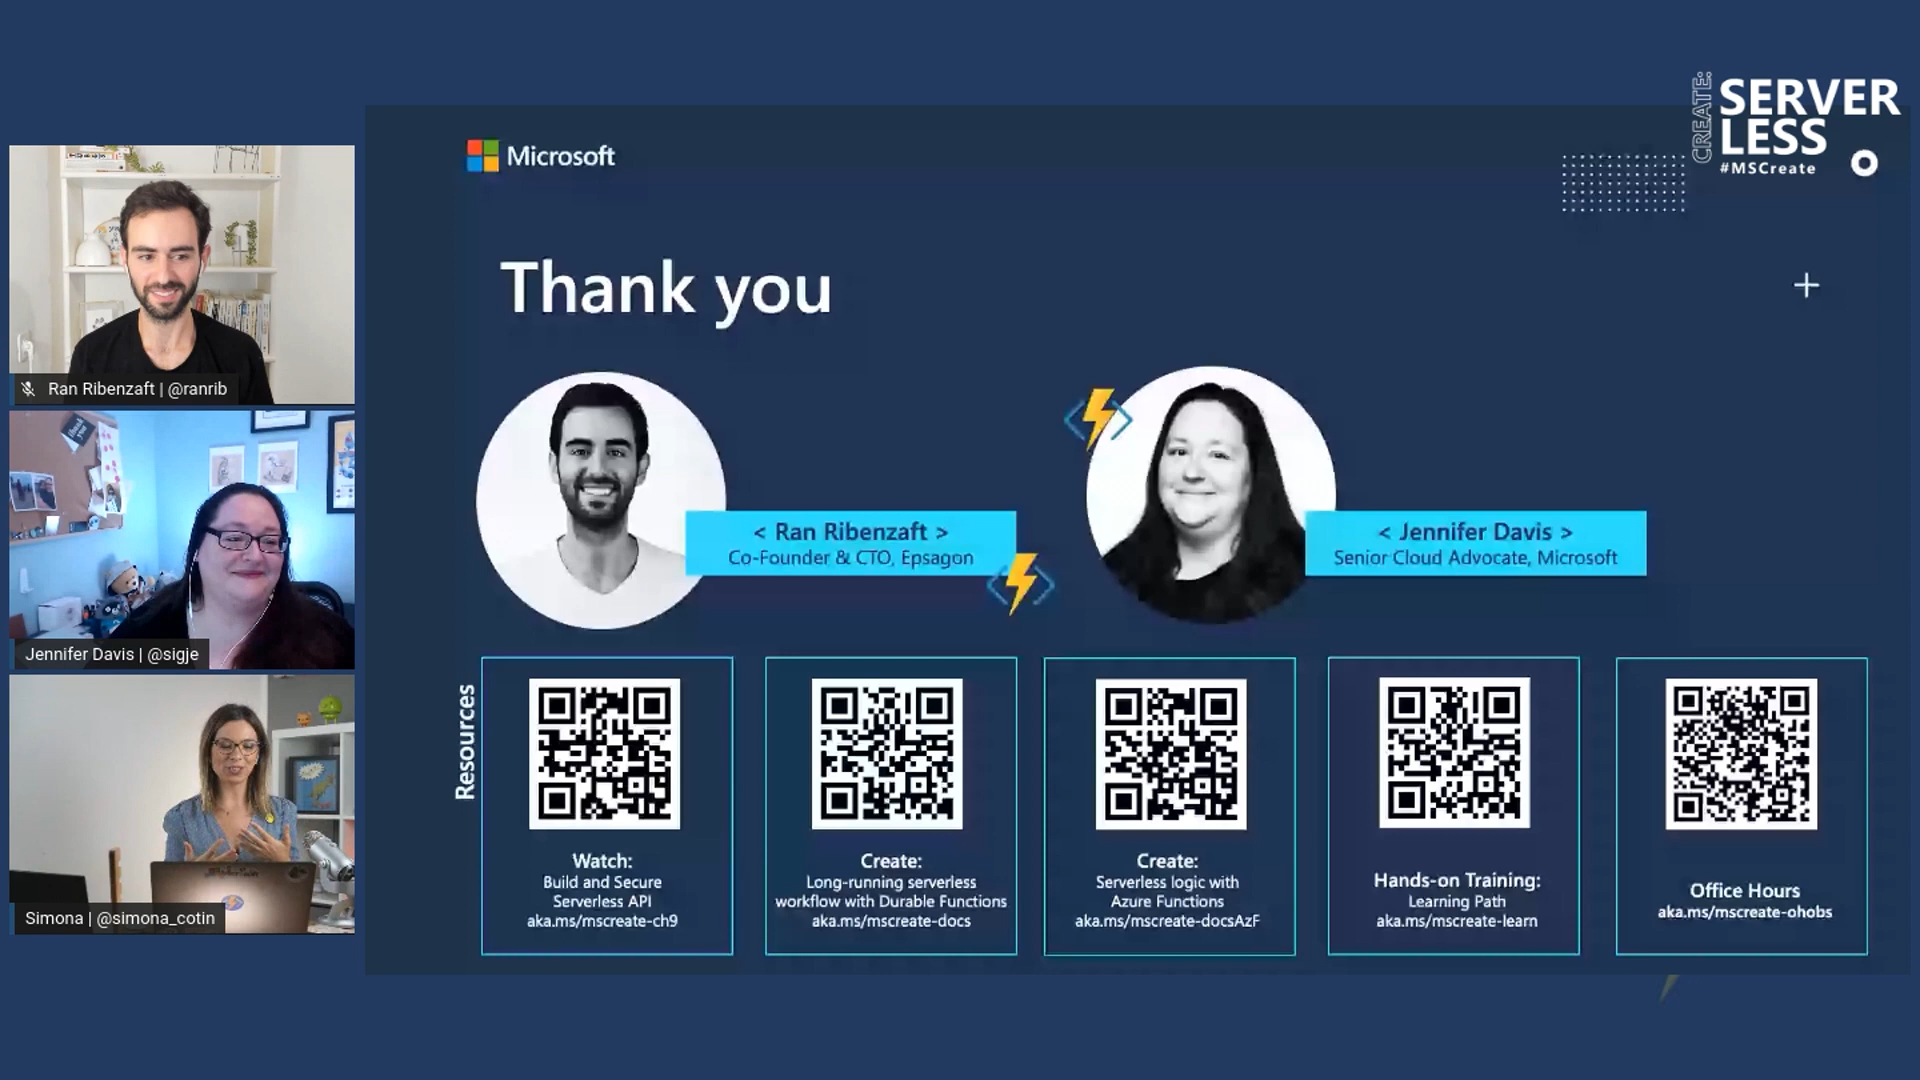 CREATE:
SERVER
LESS
#MSCreate
Microsoft
Thank you
Ran Ribenzaft | @ranrib
Jennifer Davis | @sigje
Simona | @simona_cotin
< Ran Ribenzaft >
Co-Founder & CTO, Epsagon
< Jennifer Davis >
Senior Cloud Advocate, Microsoft
Resources
Watch:
Build and Secure
Serverless API
aka.ms/mscreate-ch9
Create:
Long-running serverless
workflow with Durable Functions
aka.ms/mscreate-docs
Create:
Serverless logic with
Azure Functions
aka.ms/mscreate-docsAzF
Hands-on Training:
Learning Path
aka.ms/mscreate-learn
Office Hours
aka.ms/mscreate-ohobs